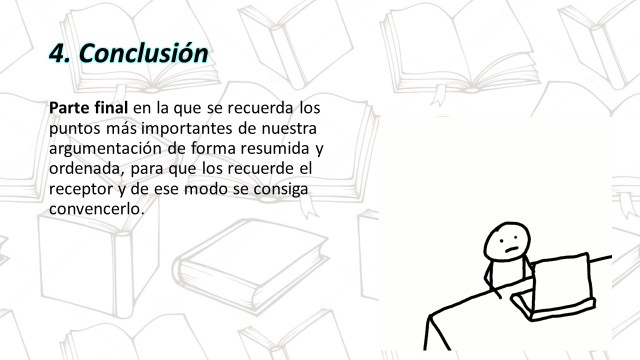 4. Conclusión
Parte final en la que se recuerda los
puntos más importantes de nuestra
argumentación de forma resumida y
ordenada, para que los recuerde el
receptor y de ese modo se consiga
convencerlo.